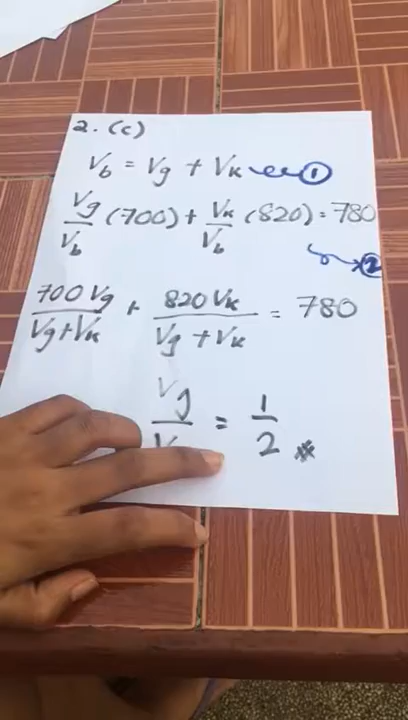 2. (c)
Vb = Vg + Vk ①
Vg/Vb (700) + Vk/Vb (820) = 780
②
700 Vg/Vg+Vk + 820 Vk/Vg + Vk = 780
Vg/V = 1/2 #